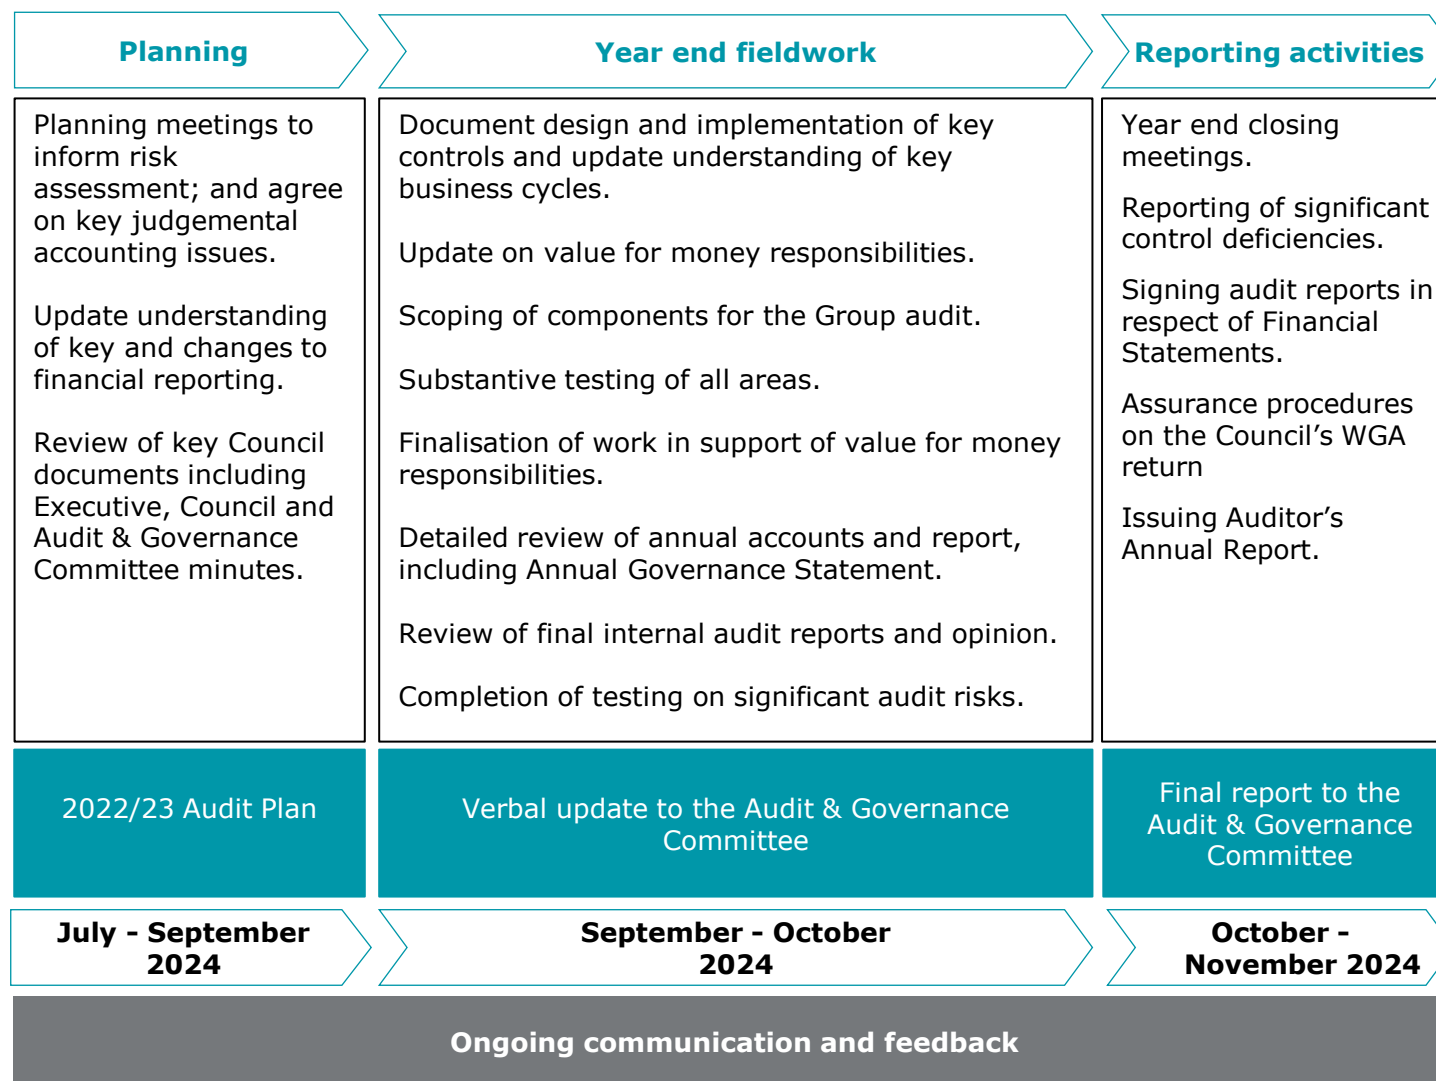 Planning
Year end fieldwork
Reporting activities
Planning meetings to
inform risk
assessment; and agree
on key judgemental
accounting issues.
Update understanding
of key and changes to
financial reporting.
Review of key Council
documents including
Executive, Council and
Audit & Governance
Committee minutes.
Document design and implementation of key
controls and update understanding of key
business cycles.
Update on value for money responsibilities.
Scoping of components for the Group audit.
Substantive testing of all areas.
Finalisation of work in support of value for money
responsibilities.
Detailed review of annual accounts and report,
including Annual Governance Statement.
Review of final internal audit reports and opinion.
Completion of testing on significant audit risks.
Year end closing
meetings.
Reporting of significant
control deficiencies.
Signing audit reports in
respect of Financial
Statements.
Assurance procedures
on the Council’s WGA
return
Issuing Auditor’s
Annual Report.
2022/23 Audit Plan
Verbal update to the Audit & Governance
Committee
Final report to the
Audit & Governance
Committee
July - September
2024
September - October
2024
October -
November 2024
Ongoing communication and feedback